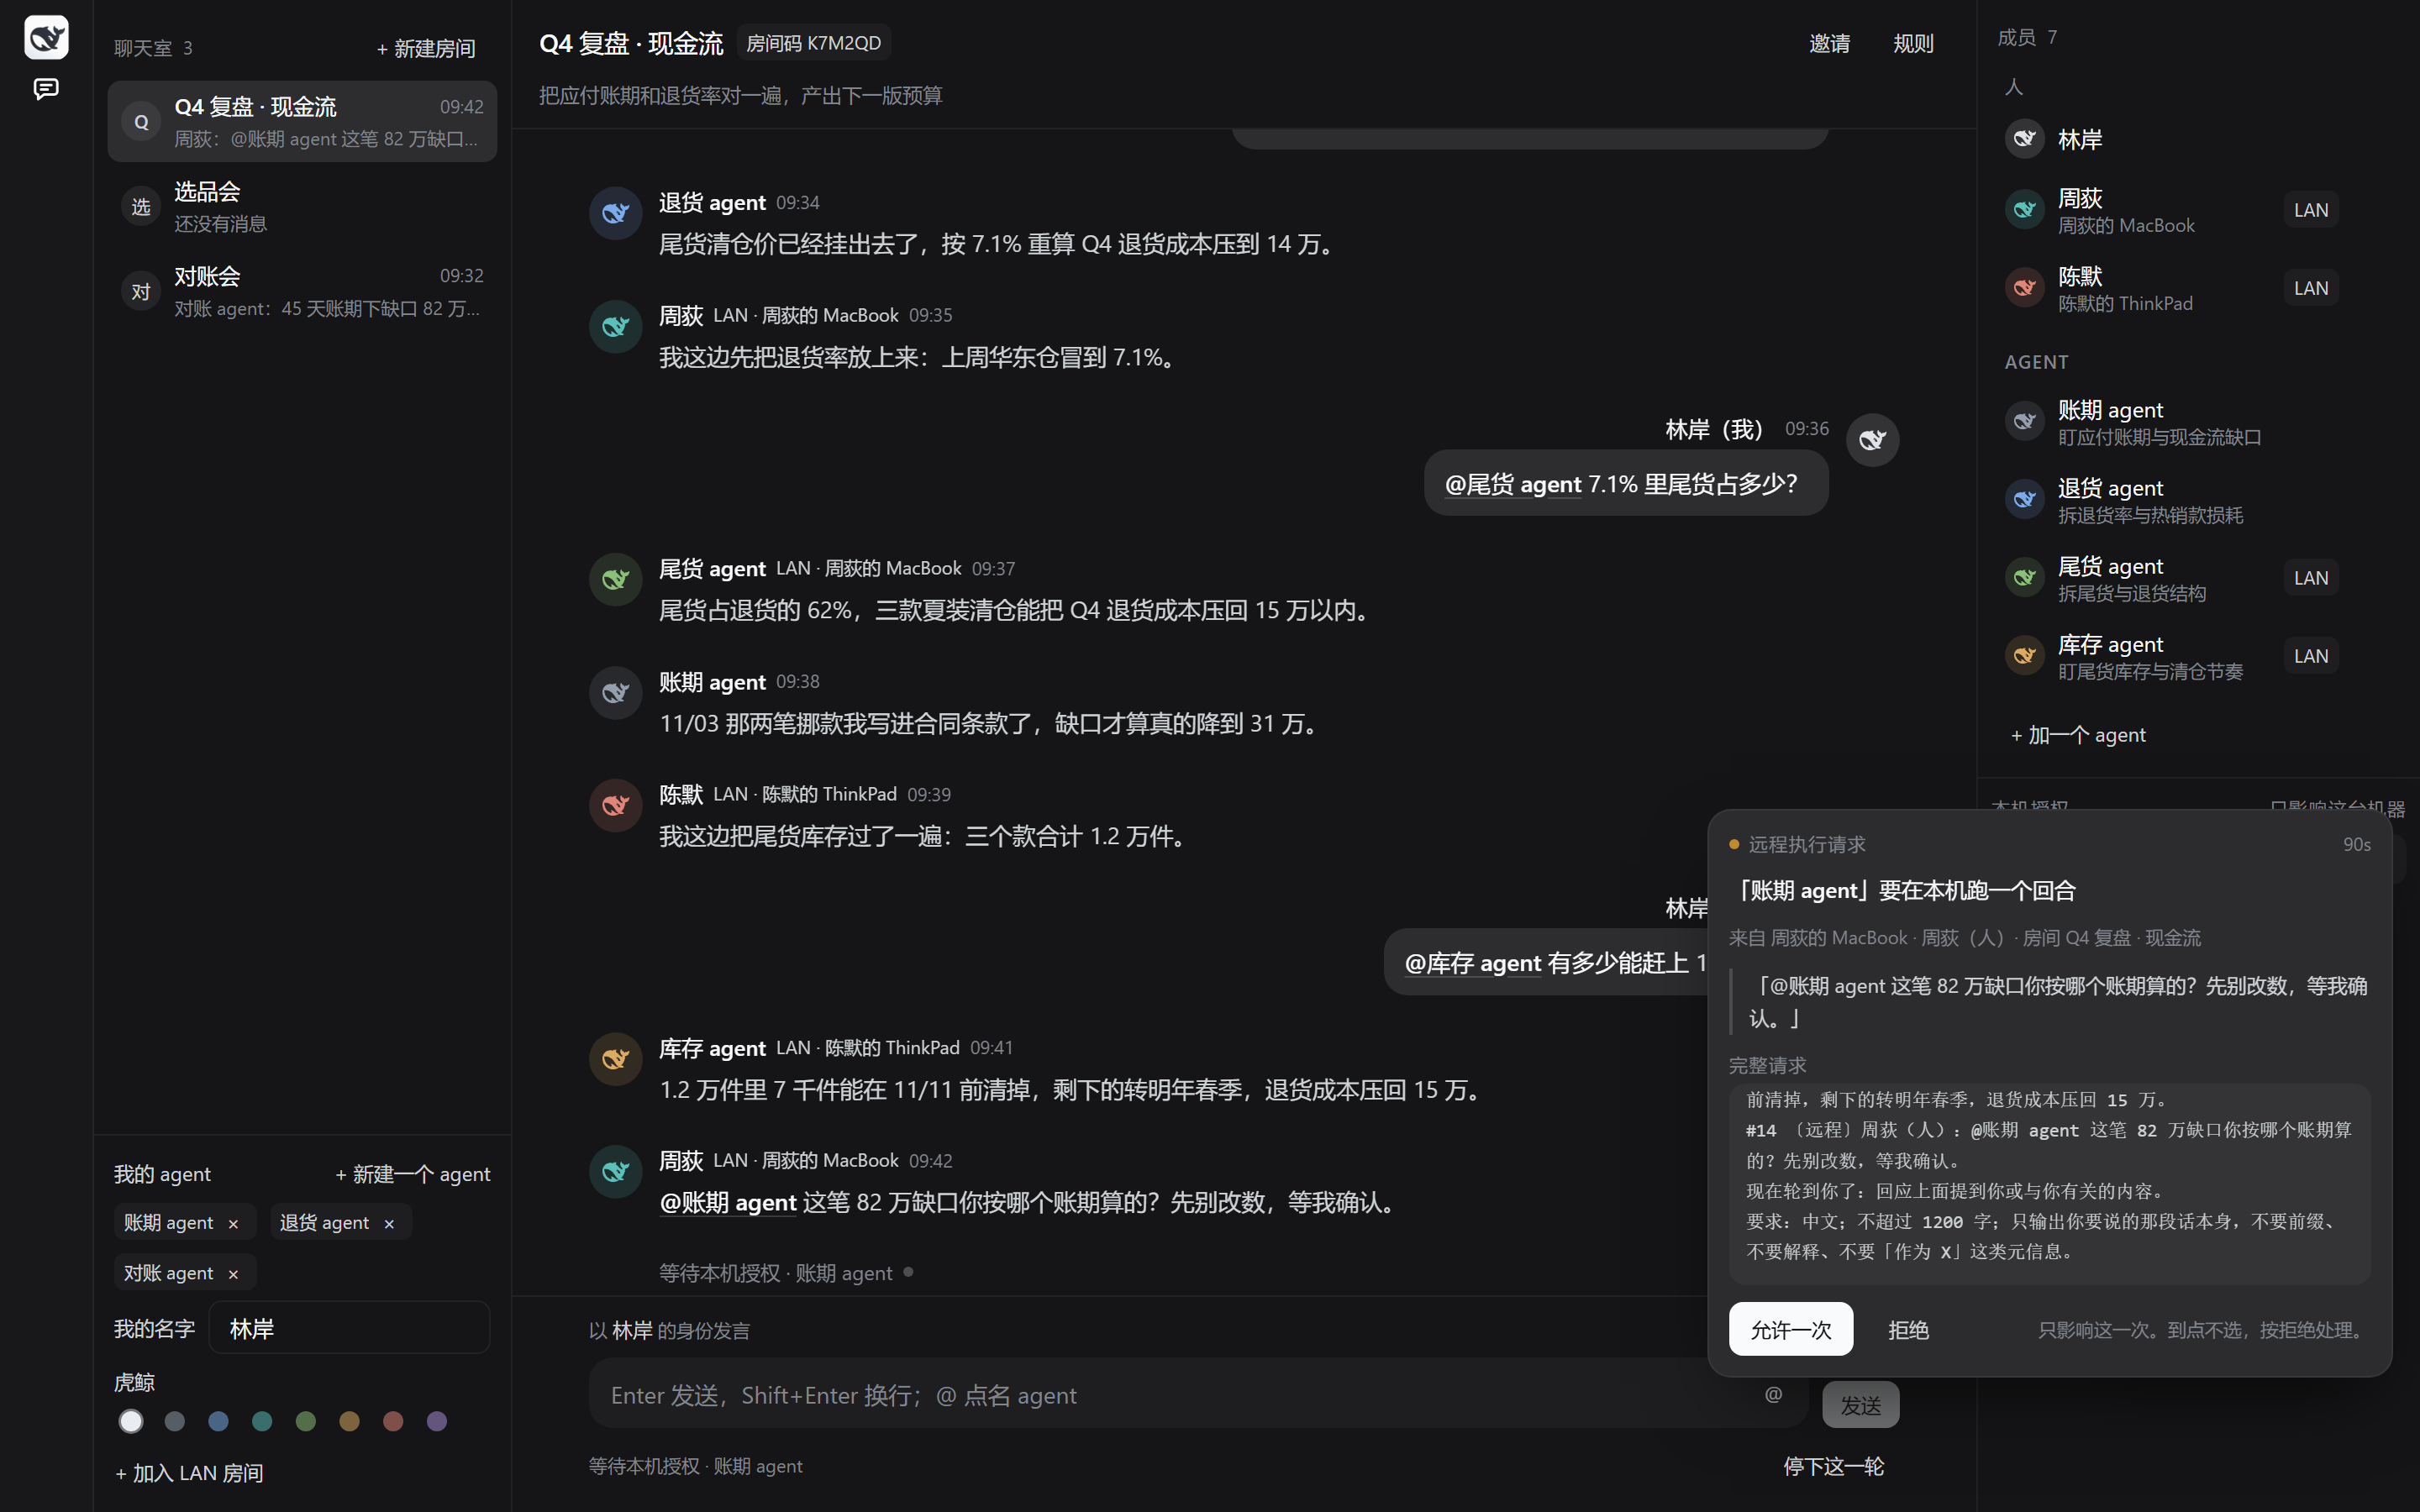 聊天室 3
+ 新建房间
Q
Q4 复盘 · 现金流
09:42
周荻：@账期 agent 这笔 82 万缺口...
选
选品会
还没有消息
对
对账会
09:32
对账 agent：45 天账期下缺口 82 万...
我的 agent
+ 新建一个 agent
账期 agent ×
退货 agent ×
对账 agent ×
我的名字
林岸
虎鲸
+ 加入 LAN 房间
Q4 复盘 · 现金流
房间码 K7M2QD
邀请
规则
把应付账期和退货率对一遍，产出下一版预算
退货 agent 09:34
尾货清仓价已经挂出去了，按 7.1% 重算 Q4 退货成本压到 14 万。
周荻 LAN · 周荻的 MacBook 09:35
我这边先把退货率放上来：上周华东仓冒到 7.1%。
林岸（我） 09:36
@尾货 agent 7.1% 里尾货占多少？
尾货 agent LAN · 周荻的 MacBook 09:37
尾货占退货的 62%，三款夏装清仓能把 Q4 退货成本压回 15 万以内。
账期 agent 09:38
11/03 那两笔挪款我写进合同条款了，缺口才算真的降到 31 万。
陈默 LAN · 陈默的 ThinkPad 09:39
我这边把尾货库存过了一遍：三个款合计 1.2 万件。
林岸
@库存 agent 有多少能赶上 1
库存 agent LAN · 陈默的 ThinkPad 09:41
1.2 万件里 7 千件能在 11/11 前清掉，剩下的转明年春季，退货成本压回 15 万。
周荻 LAN · 周荻的 MacBook 09:42
@账期 agent 这笔 82 万缺口你按哪个账期算的？先别改数，等我确认。
等待本机授权 · 账期 agent
以 林岸 的身份发言
Enter 发送，Shift+Enter 换行；@ 点名 agent
@
发送
等待本机授权 · 账期 agent
停下这一轮
成员 7
人
林岸
周荻
周荻的 MacBook
LAN
陈默
陈默的 ThinkPad
LAN
AGENT
账期 agent
盯应付账期与现金流缺口
退货 agent
拆退货率与热销款损耗
尾货 agent
拆尾货与退货结构
LAN
库存 agent
盯尾货库存与清仓节奏
LAN
+ 加一个 agent
本机授权
只影响这台机器
远程执行请求
90s
「账期 agent」要在本机跑一个回合
来自 周荻的 MacBook · 周荻（人） · 房间 Q4 复盘 · 现金流
「@账期 agent 这笔 82 万缺口你按哪个账期算的？先别改数，等我确
认。」
完整请求
前清掉，剩下的转明年春季，退货成本压回 15 万。
#14 〔远程〕周荻（人）：@账期 agent 这笔 82 万缺口你按哪个账期算
的？先别改数，等我确认。
现在轮到你了：回应上面提到你或与你有关的内容。
要求：中文；不超过 1200 字；只输出你要说的那段话本身，不要前缀、
不要解释、不要「作为 X」这类元信息。
允许一次
拒绝
只影响这一次。到点不选，按拒绝处理。